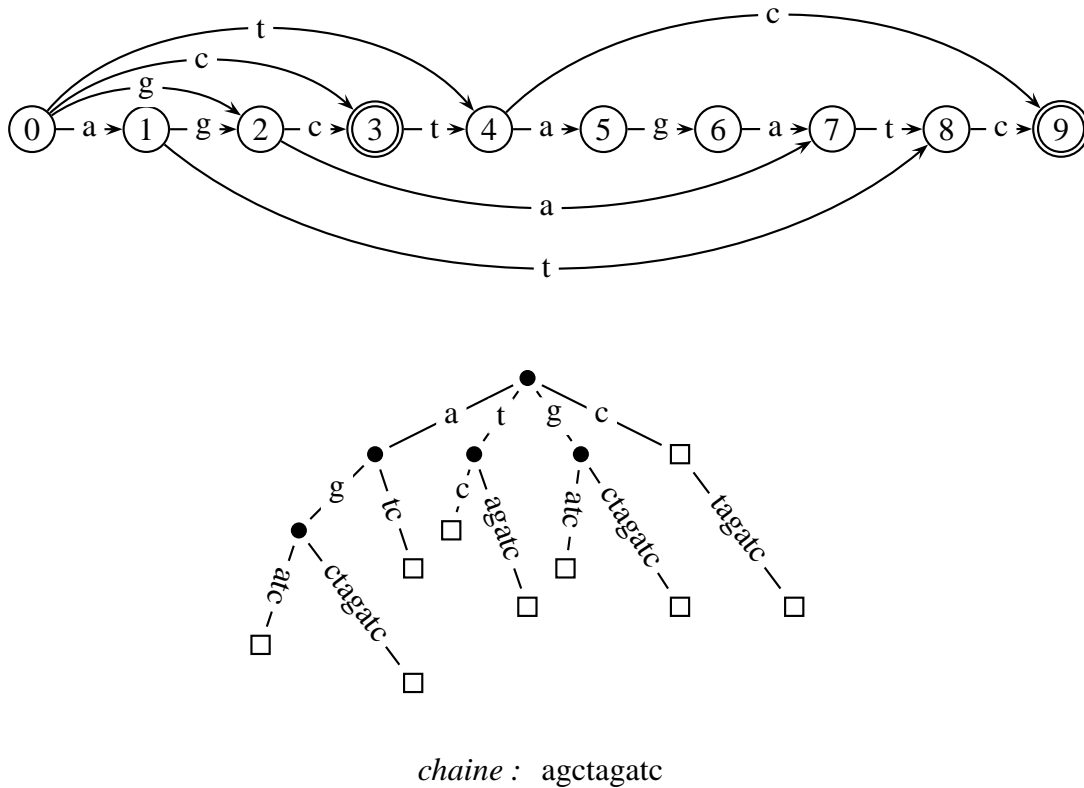 t c
c
g
0 a 1 g 2 c 3 t 4 a 5 g 6 a 7 t 8 c 9
a
t
a t g c
g tc c agatc atc ctagatc tagatc
atc ctagatc
chaine : agctagatc